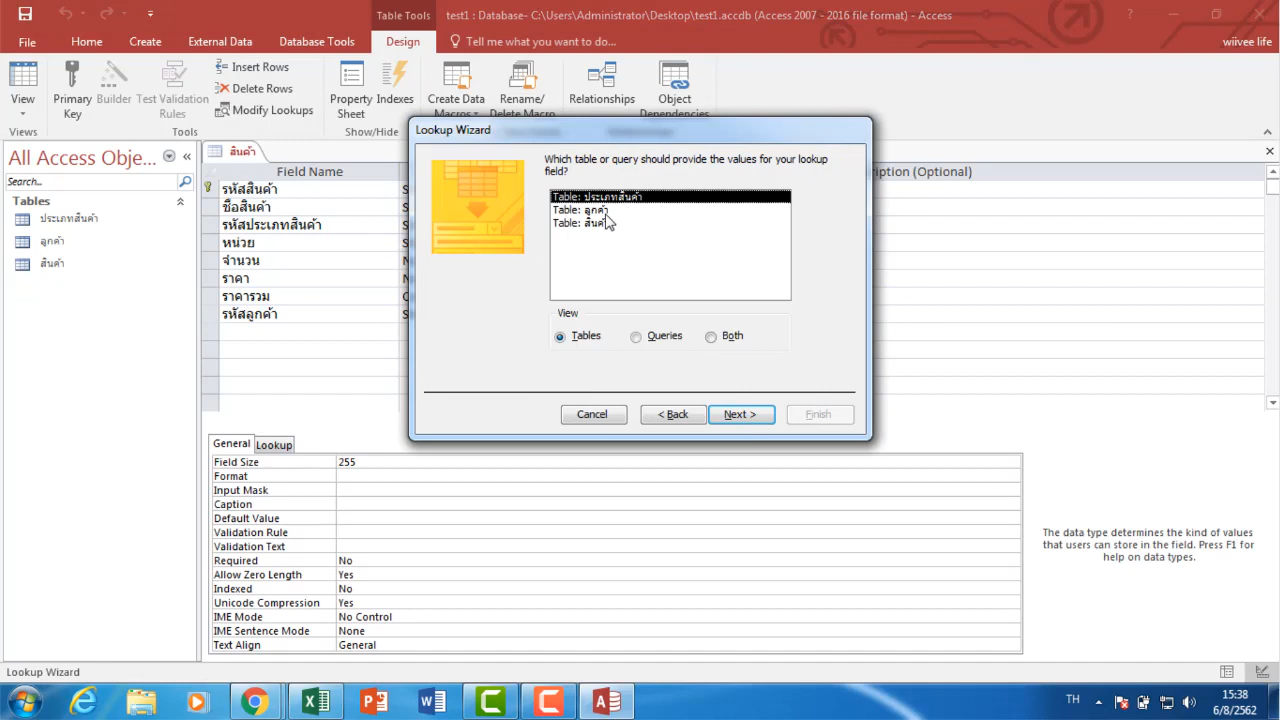 Table Tools
test1 : Database- C:\Users\Administrator\Desktop\test1.accdb (Access 2007 - 2016 file format) - Access
File
Home
Create
External Data
Database Tools
Design
Tell me what you want to do...
wiivee life
View
Primary Key
Builder
Test Validation Rules
Insert Rows
Delete Rows
Modify Lookups
Property Sheet
Indexes
Create Data Macros
Rename/ Delete Macro
Relationships
Object Dependencies
Views
Tools
Show/Hide
All Access Obje...
Search...
Tables
ประเภทสินค้า
ลูกค้า
สินค้า
สินค้า
Field Name
ription (Optional)
รหัสสินค้า
ชื่อสินค้า
รหัสประเภทสินค้า
หน่วย
จำนวน
ราคา
ราคารวม
รหัสลูกค้า
Lookup Wizard
Which table or query should provide the values for your lookup
field?
Table: ประเภทสินค้า
Table: ลูกค้า
Table: สินค้า
View
Tables
Queries
Both
Cancel
< Back
Next >
Finish
General
Lookup
Field Size 255
Format
Input Mask
Caption
Default Value
Validation Rule
Validation Text
Required No
Allow Zero Length Yes
Indexed No
Unicode Compression Yes
IME Mode No Control
IME Sentence Mode None
Text Align General
The data type determines the kind of values
that users can store in the field. Press F1 for
help on data types.
Lookup Wizard
TH
15:38
6/8/2562